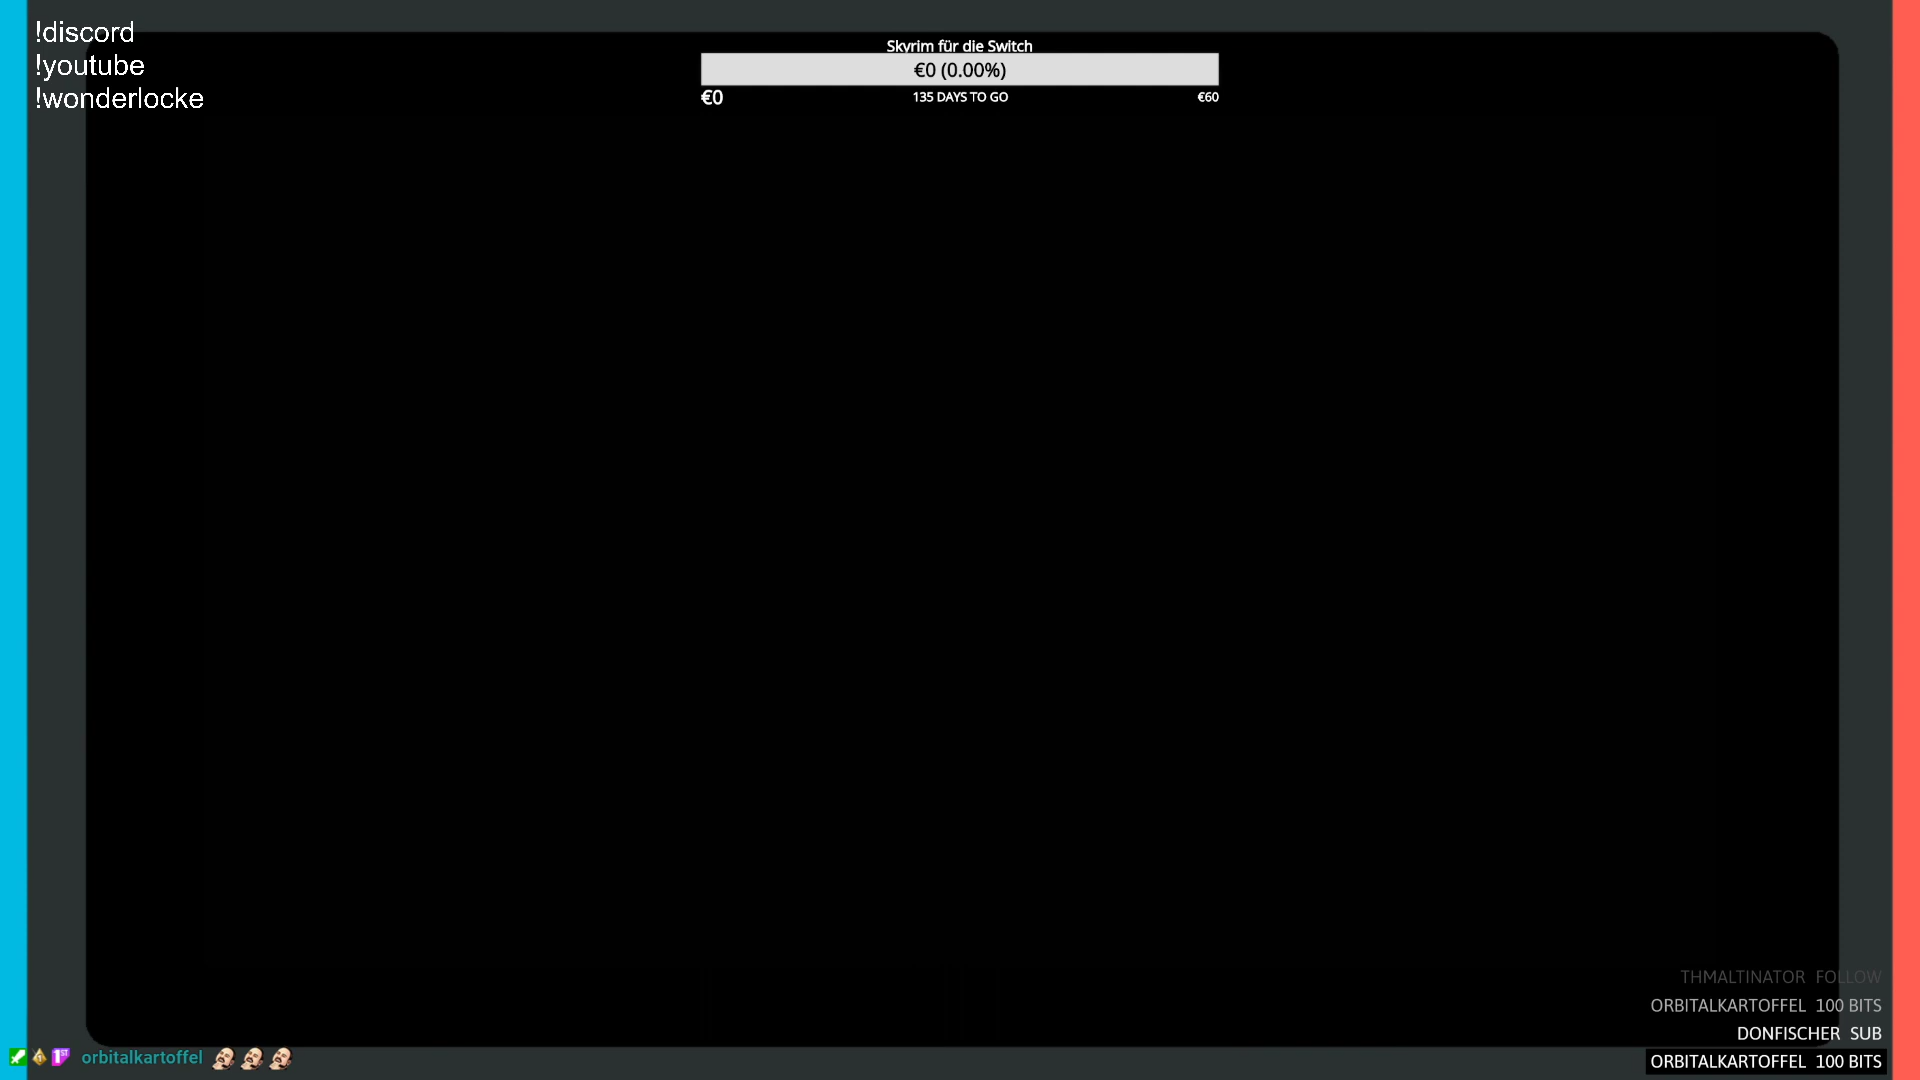 !discord
!youtube
!wonderlocke
Skyrim für die Switch
€0 (0.00%)
€0 135 DAYS TO GO €60
THMALTINATOR FOLLOW
ORBITALKARTOFFEL 100 BITS
DONFISCHER SUB
ORBITALKARTOFFEL 100 BITS
1ST orbitalkartoffel